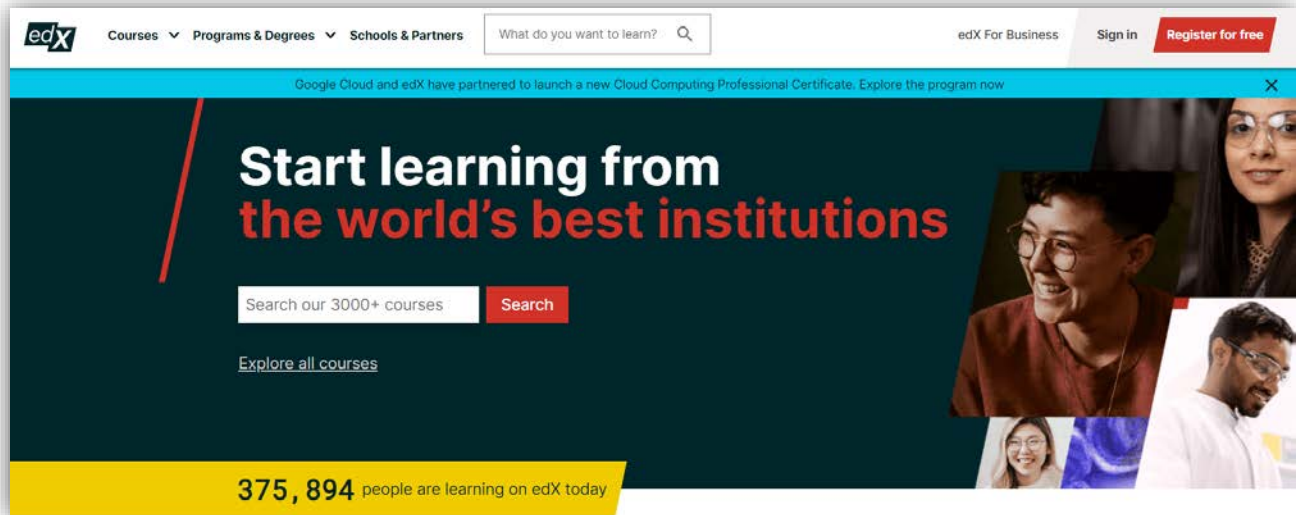 edX
Courses Programs & Degrees Schools & Partners What do you want to learn? edX For Business Sign in Register for free
Google Cloud and edX have partnered to launch a new Cloud Computing Professional Certificate. Explore the program now
Start learning from
the world's best institutions
Search our 3000+ courses Search
Explore all courses
375,894 people are learning on edX today